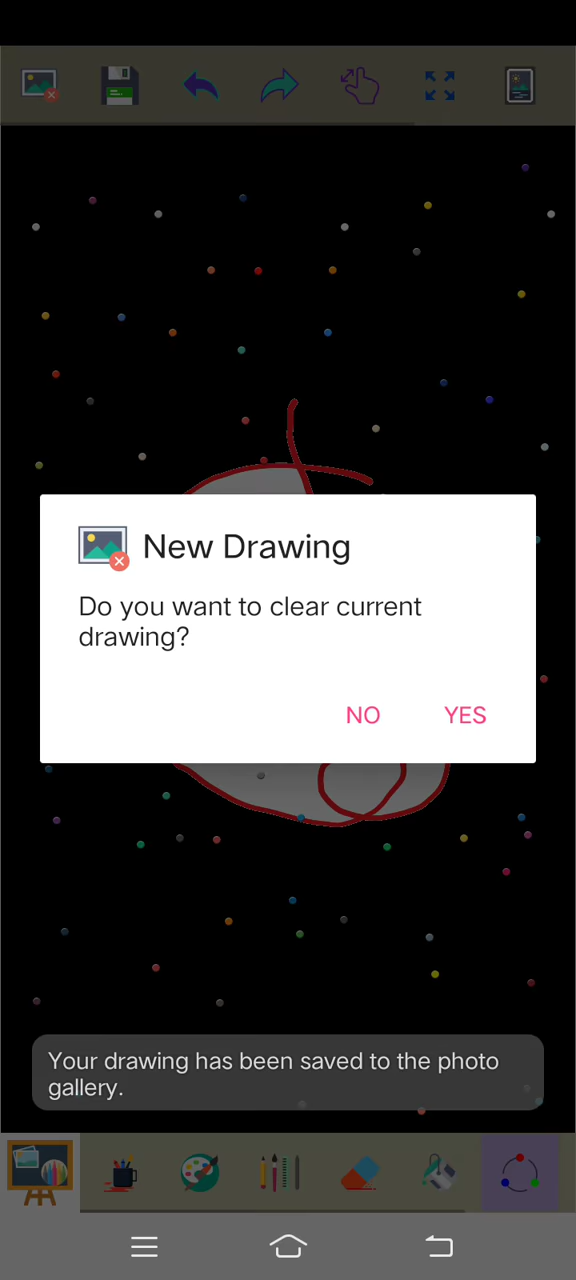 New Drawing
Do you want to clear current
drawing?
NO YES
Your drawing has been saved to the photo
gallery.